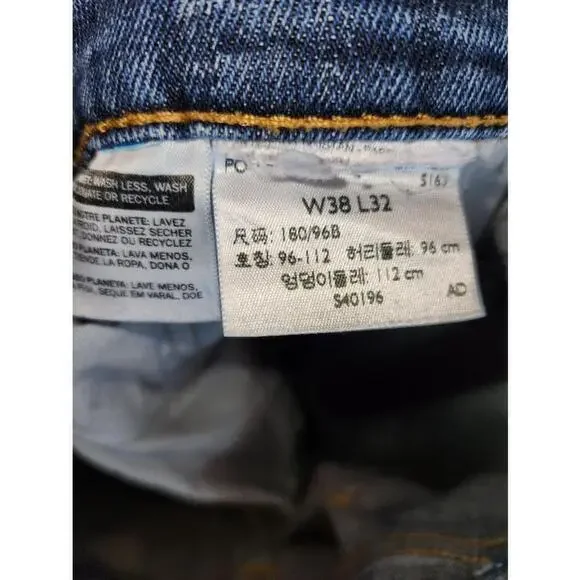 WASH LESS, WASH
OR RECYCLE
NOTRE PLANETE: LAVEZ
FROID, LAISSEZ SECHER
DONNEZ OU RECYCLEZ
PLANETA: LAVA MENOS,
LA ROPA, DONA O
PLANETA: LAVE MENOS,
SEQUE EM VARAL, DOE
PO
W38 L32
尺码: 180/96B
호칭: 96-112 허리둘레: 96 cm
엉덩이둘레: 112 cm
S40196 AD